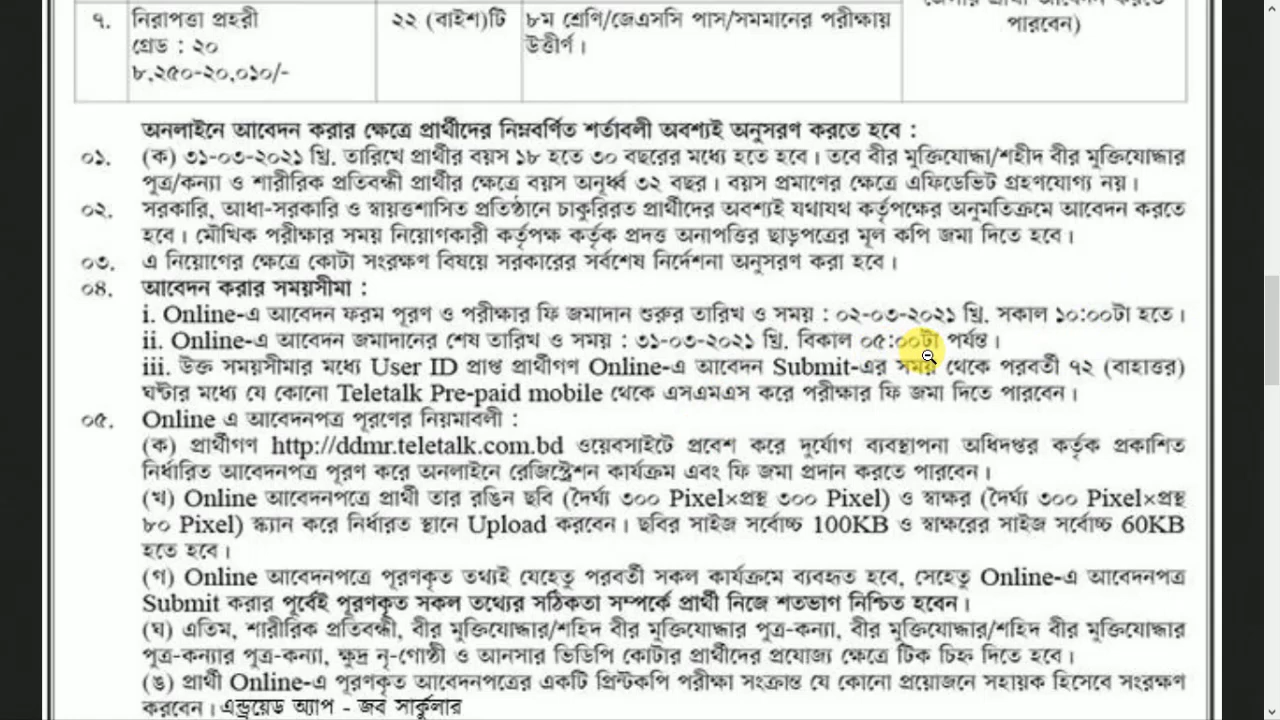 ৭. নিরাপত্তা প্রহরী ২২ (বাইশ)টি ৮ম শ্রেণি/জেএসসি পাস/সমমানের পরীক্ষায়
গ্রেড : ২০ উত্তীর্ণ।
৮,২৫০-২০,০১০/-
পারবেন)
অনলাইনে আবেদন করার ক্ষেত্রে প্রার্থীদের নিম্নবর্ণিত শর্তাবলী অবশ্যই অনুসরণ করতে হবে :
০১. (ক) ৩১-০৩-২০২১ খ্রি. তারিখে প্রার্থীর বয়স ১৮ হতে ৩০ বছরের মধ্যে হতে হবে। তবে বীর মুক্তিযোদ্ধা/শহীদ বীর মুক্তিযোদ্ধার
পুত্র/কন্যা ও শারীরিক প্রতিবন্ধী প্রার্থীর ক্ষেত্রে বয়স অনূর্ধ্ব ৩২ বছর। বয়স প্রমাণের ক্ষেত্রে এফিডেভিট গ্রহণযোগ্য নয়।
০২. সরকারি, আধা-সরকারি ও স্বায়ত্তশাসিত প্রতিষ্ঠানে চাকুরিরত প্রার্থীদের অবশ্যই যথাযথ কর্তৃপক্ষের অনুমতিক্রমে আবেদন করতে
হবে। মৌখিক পরীক্ষার সময় নিয়োগকারী কর্তৃপক্ষ কর্তৃক প্রদত্ত অনাপত্তির ছাড়পত্রের মূল কপি জমা দিতে হবে।
০৩. এ নিয়োগের ক্ষেত্রে কোটা সংরক্ষণ বিষয়ে সরকারের সর্বশেষ নির্দেশনা অনুসরণ করা হবে।
০৪. আবেদন করার সময়সীমা :
i. Online-এ আবেদন ফরম পূরণ ও পরীক্ষার ফি জমাদান শুরুর তারিখ ও সময় : ০২-০৩-২০২১ খ্রি. সকাল ১০:০০টা হতে।
ii. Online-এ আবেদন জমাদানের শেষ তারিখ ও সময় : ৩১-০৩-২০২১ খ্রি. বিকাল ০৫:০০টা পর্যন্ত।
iii. উক্ত সময়সীমার মধ্যে User ID প্রাপ্ত প্রার্থীগণ Online-এ আবেদন Submit-এর সময় থেকে পরবর্তী ৭২ (বাহাত্তর)
ঘন্টার মধ্যে যে কোনো Teletalk Pre-paid mobile থেকে এসএমএস করে পরীক্ষার ফি জমা দিতে পারবেন।
০৫. Online এ আবেদনপত্র পূরণের নিয়মাবলী :
(ক) প্রার্থীগণ http://ddmr.teletalk.com.bd ওয়েবসাইটে প্রবেশ করে দুর্যোগ ব্যবস্থাপনা অধিদপ্তর কর্তৃক প্রকাশিত
নির্ধারিত আবেদনপত্র পূরণ করে অনলাইনে রেজিস্ট্রেশন কার্যক্রম এবং ফি জমা প্রদান করতে পারবেন।
(খ) Online আবেদনপত্রে প্রার্থী তার রঙিন ছবি (দৈর্ঘ্য ৩০০ Pixel×প্রস্থ ৩০০ Pixel) ও স্বাক্ষর (দৈর্ঘ্য ৩০০ Pixel×প্রস্থ
৮০ Pixel) স্ক্যান করে নির্ধারত স্থানে Upload করবেন। ছবির সাইজ সর্বোচ্চ 100KB ও স্বাক্ষরের সাইজ সর্বোচ্চ 60KB
হতে হবে।
(গ) Online আবেদনপত্রে পূরণকৃত তথ্যই যেহেতু পরবর্তী সকল কার্যক্রমে ব্যবহৃত হবে, সেহেতু Online-এ আবেদনপত্র
Submit করার পূর্বেই পূরণকৃত সকল তথ্যের সঠিকতা সম্পর্কে প্রার্থী নিজে শতভাগ নিশ্চিত হবেন।
(ঘ) এতিম, শারীরিক প্রতিবন্ধী, বীর মুক্তিযোদ্ধার/শহিদ বীর মুক্তিযোদ্ধার পুত্র-কন্যা, বীর মুক্তিযোদ্ধার/শহিদ বীর মুক্তিযোদ্ধার
পুত্র-কন্যার পুত্র-কন্যা, ক্ষুদ্র নৃ-গোষ্ঠী ও আনসার ভিডিপি কোটার প্রার্থীদের প্রযোজ্য ক্ষেত্রে টিক চিহ্ন দিতে হবে।
(ঙ) প্রার্থী Online-এ পূরণকৃত আবেদনপত্রের একটি প্রিন্টকপি পরীক্ষা সংক্রান্ত যে কোনো প্রয়োজনে সহায়ক হিসেবে সংরক্ষণ
করবেন। এন্ড্রয়েড অ্যাপ - জব সার্কুলার